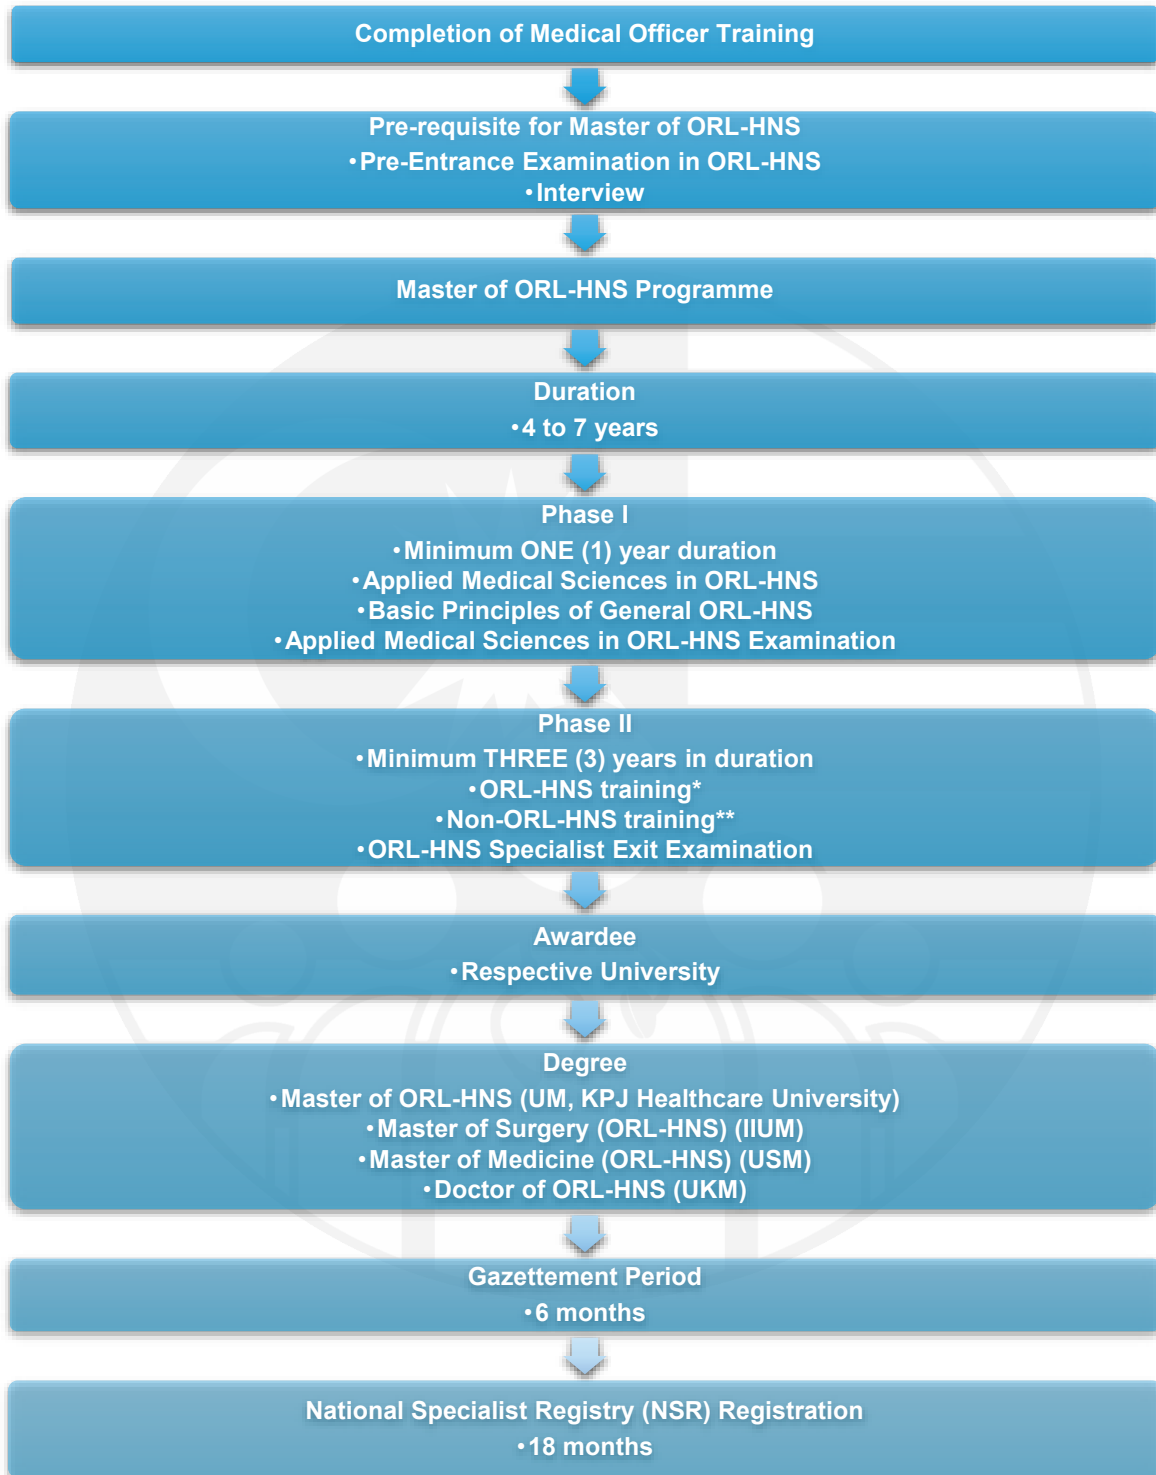 Completion of Medical Officer Training
Pre-requisite for Master of ORL-HNS
•Pre-Entrance Examination in ORL-HNS
•Interview
Master of ORL-HNS Programme
Duration
•4 to 7 years
Phase I
•Minimum ONE (1) year duration
•Applied Medical Sciences in ORL-HNS
•Basic Principles of General ORL-HNS
•Applied Medical Sciences in ORL-HNS Examination
Phase II
•Minimum THREE (3) years in duration
•ORL-HNS training*
•Non-ORL-HNS training**
•ORL-HNS Specialist Exit Examination
Awardee
•Respective University
Degree
•Master of ORL-HNS (UM, KPJ Healthcare University)
•Master of Surgery (ORL-HNS) (IIUM)
•Master of Medicine (ORL-HNS) (USM)
•Doctor of ORL-HNS (UKM)
Gazettement Period
•6 months
National Specialist Registry (NSR) Registration
•18 months